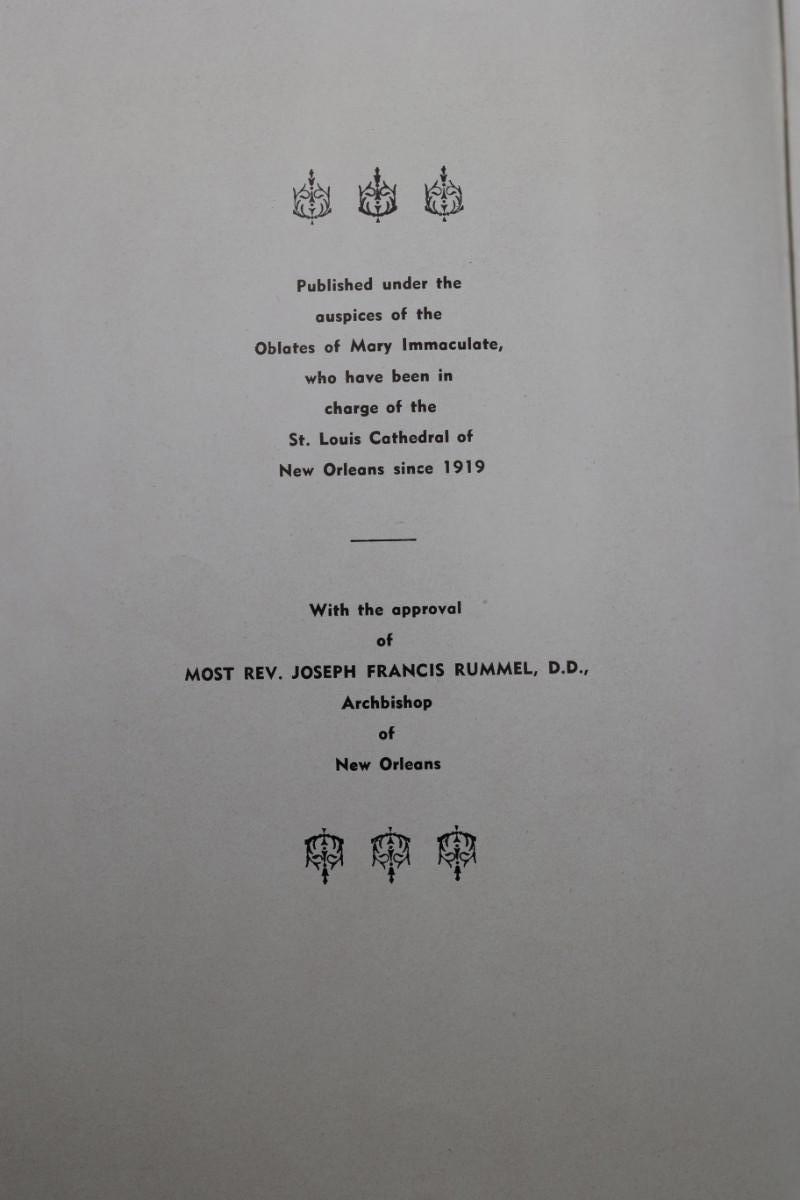 Published under the
auspices of the
Oblates of Mary Immaculate,
who have been in
charge of the
St. Louis Cathedral of
New Orleans since 1919
With the approval
of
MOST REV. JOSEPH FRANCIS RUMMEL, D.D.,
Archbishop
of
New Orleans